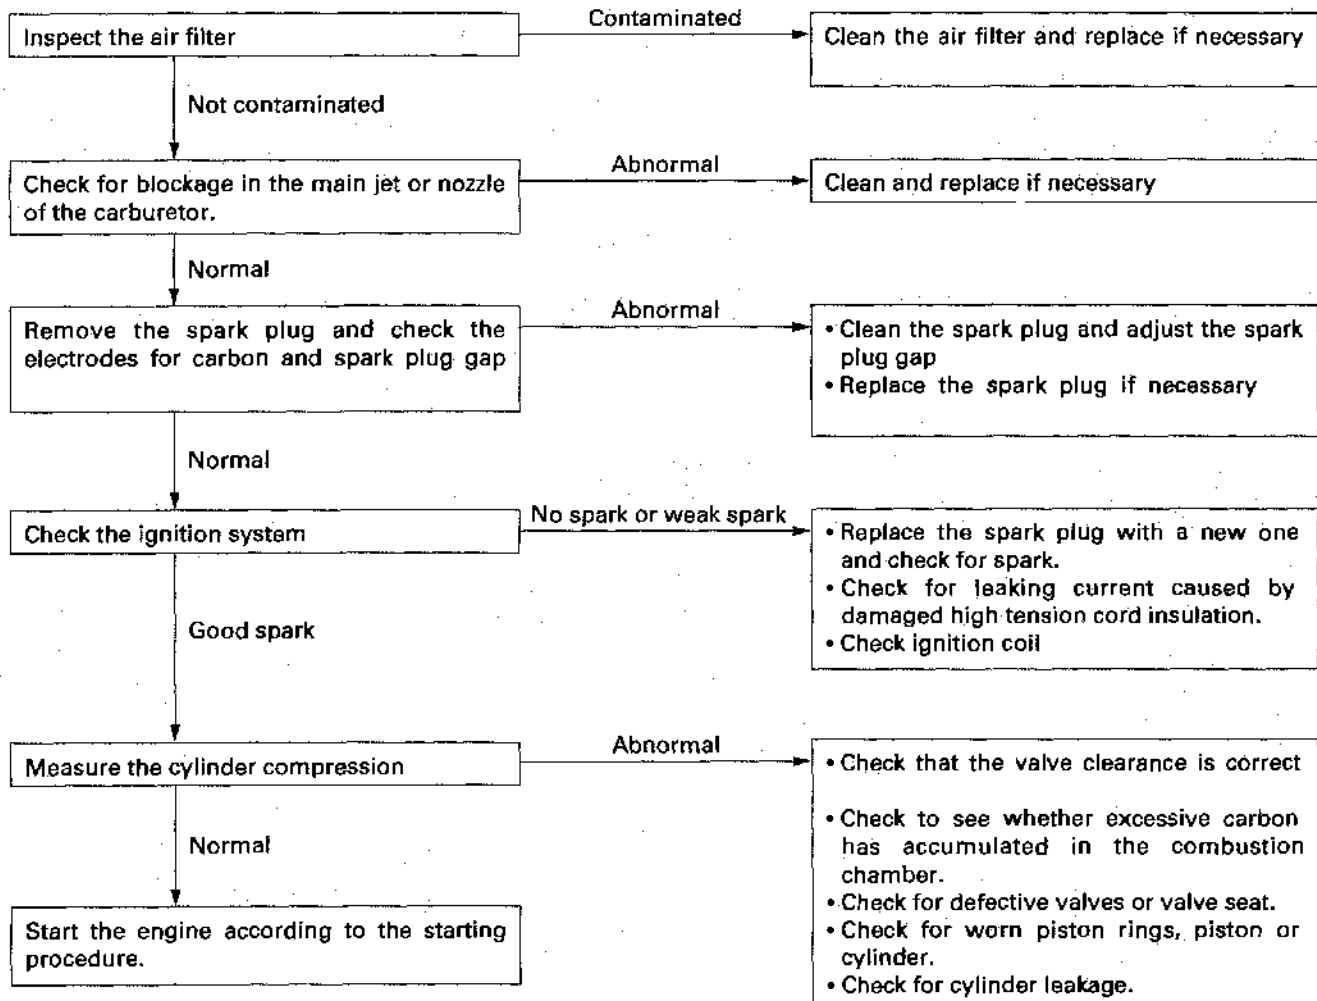 Inspect the air filter
Contaminated
Clean the air filter and replace if necessary
Not contaminated
Check for blockage in the main jet or nozzle
of the carburetor.
Abnormal
Clean and replace if necessary
Normal
Remove the spark plug and check the
electrodes for carbon and spark plug gap
Abnormal
• Clean the spark plug and adjust the spark
plug gap
• Replace the spark plug if necessary
Normal
Check the ignition system
No spark or weak spark
• Replace the spark plug with a new one
and check for spark.
• Check for leaking current caused by
damaged high tension cord insulation.
• Check ignition coil
Good spark
Measure the cylinder compression
Abnormal
• Check that the valve clearance is correct
• Check to see whether excessive carbon
has accumulated in the combustion
chamber.
• Check for defective valves or valve seat.
• Check for worn piston rings, piston or
cylinder.
• Check for cylinder leakage.
Normal
Start the engine according to the starting
procedure.